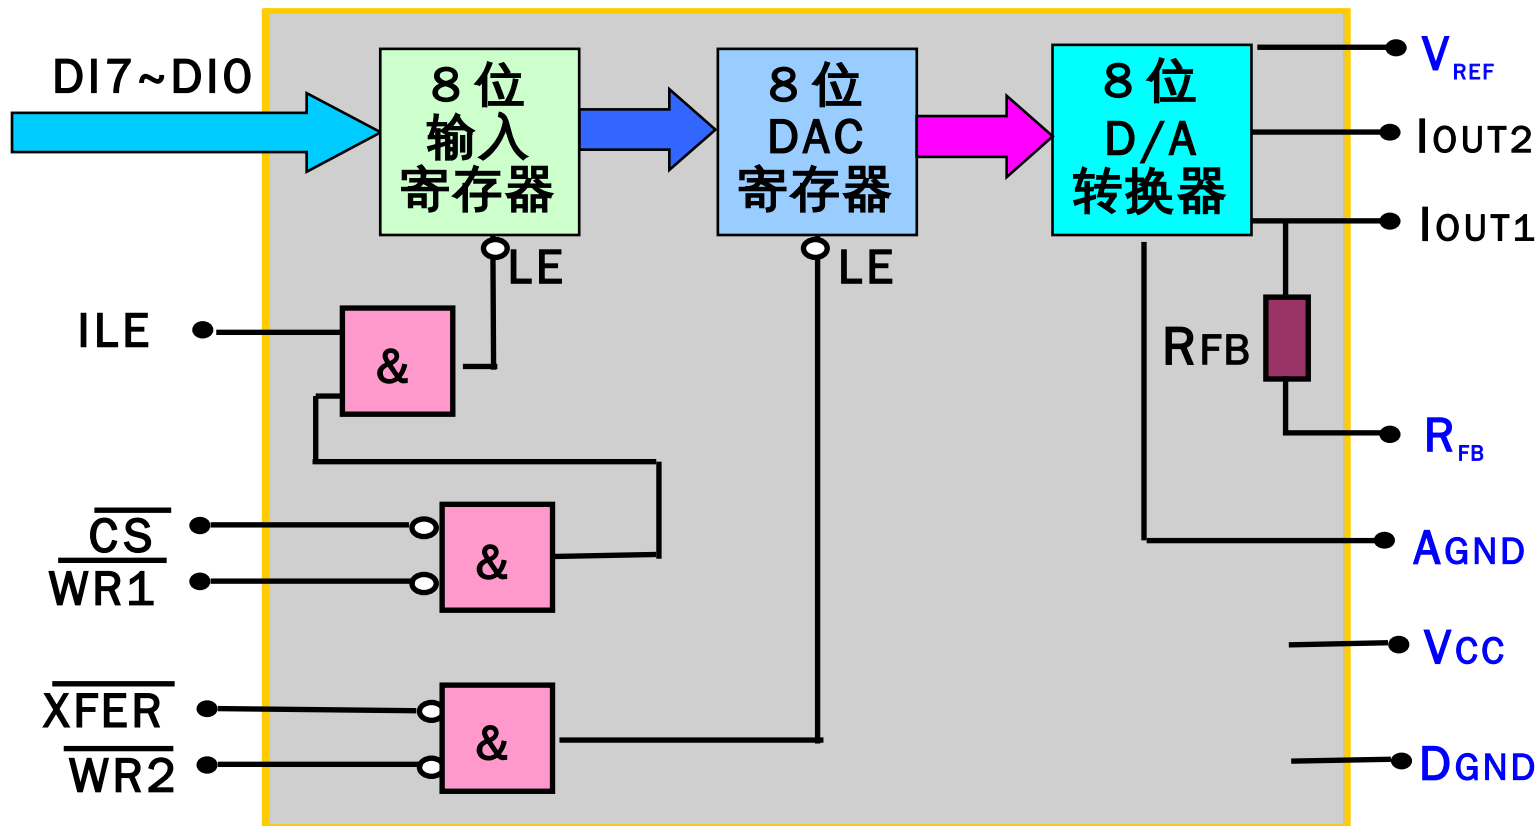 DI7~DI0
8 位
输入
寄存器
8 位
DAC
寄存器
8 位
D/A
转换器
VREF
IOUT2
IOUT1
LE
LE
ILE
&
RFB
RFB
CS
WR1
&
AGND
VCC
XFER
WR2
&
DGND